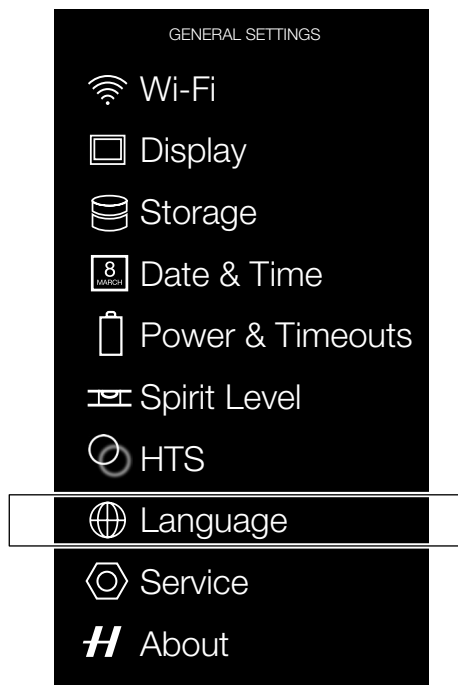 GENERAL SETTINGS
Wi-Fi
Display
Storage
8
MARCH
Date & Time
Power & Timeouts
Spirit Level
HTS
Language
Service
H About